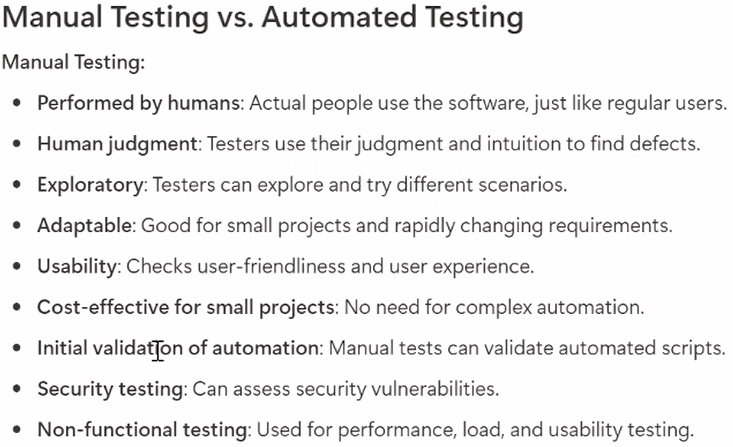 Manual Testing vs. Automated Testing
Manual Testing:
• Performed by humans: Actual people use the software, just like regular users.
• Human judgment: Testers use their judgment and intuition to find defects.
• Exploratory: Testers can explore and try different scenarios.
• Adaptable: Good for small projects and rapidly changing requirements.
• Usability: Checks user-friendliness and user experience.
• Cost-effective for small projects: No need for complex automation.
• Initial validation of automation: Manual tests can validate automated scripts.
• Security testing: Can assess security vulnerabilities.
• Non-functional testing: Used for performance, load, and usability testing.